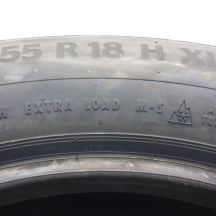 55 R 18 H XL
EXTRA LOAD M+S